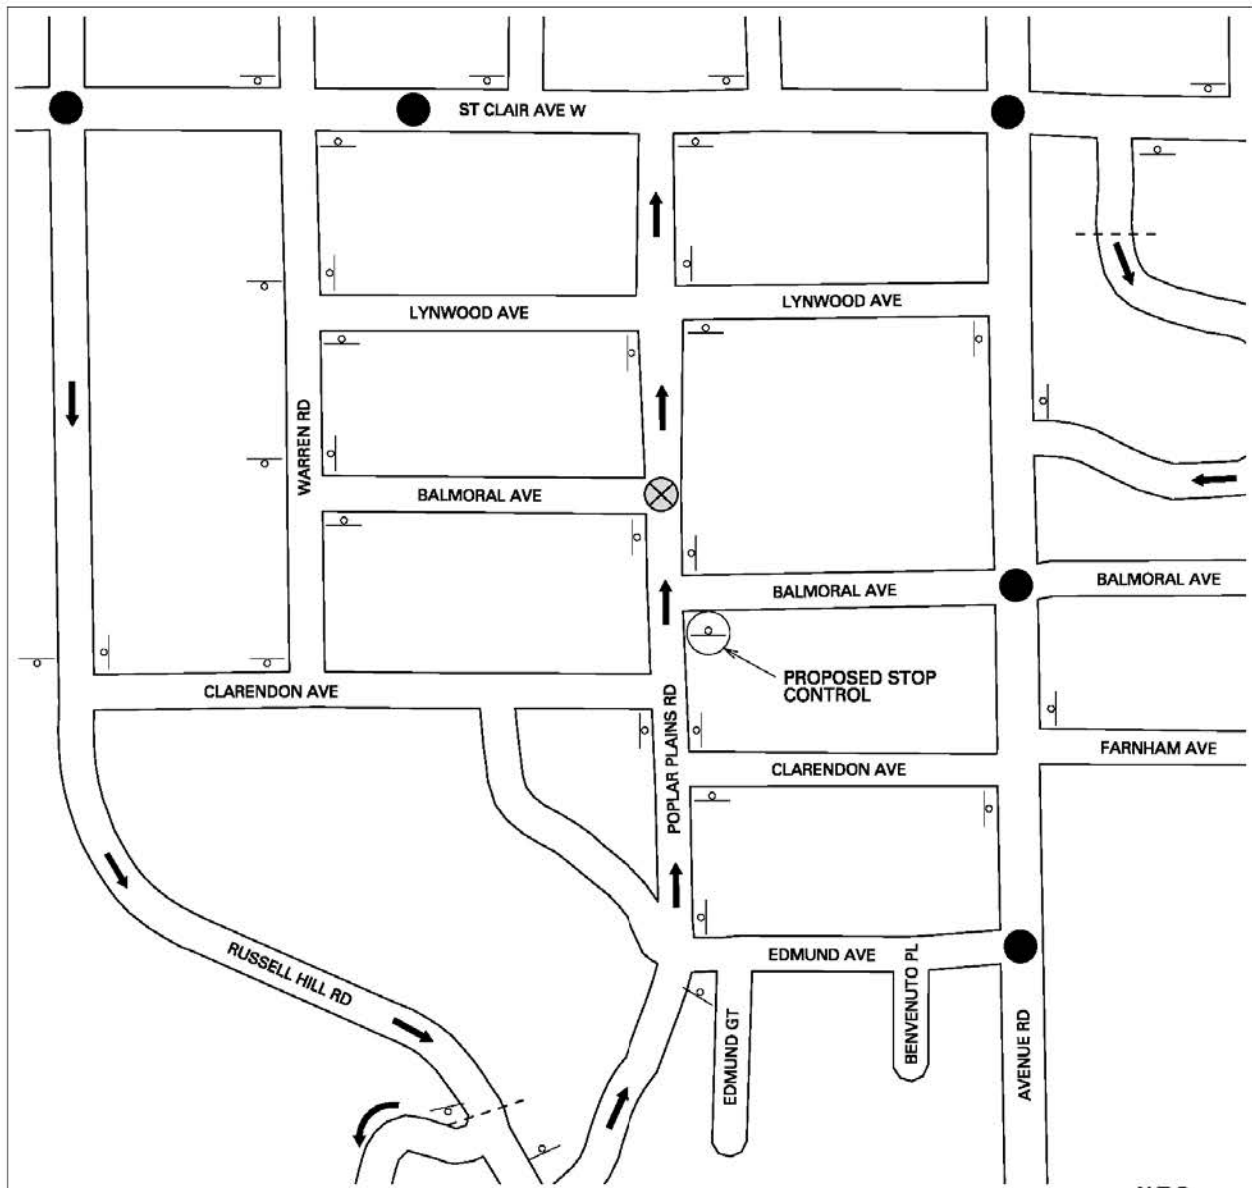 ST CLAIR AVE W
LYNWOOD AVE
LYNWOOD AVE
WARREN RD
BALMORAL AVE
BALMORAL AVE
BALMORAL AVE
PROPOSED STOP
CONTROL
CLARENDON AVE
POPLAR PLAINS RD
FARNHAM AVE
CLARENDON AVE
EDMUND AVE
RUSSELL HILL RD
BENVENUTO PL
EDMUND GT
AVENUE RD